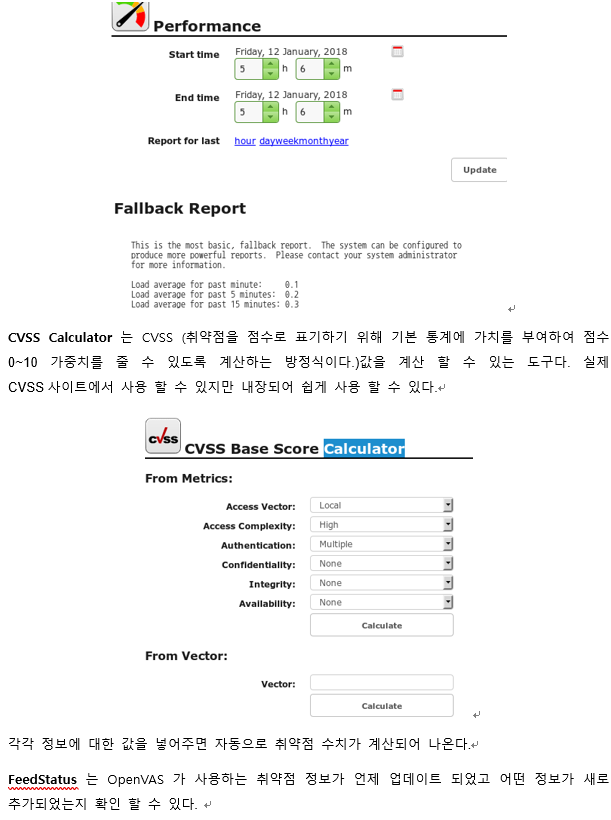 Performance
Start time Friday, 12 January, 2018
5 h 6 m
End time Friday, 12 January, 2018
5 h 6 m
Report for last hour dayweekmonthyear
Update
Fallback Report
This is the most basic, fallback report. The system can be configured to
produce more powerful reports. Please contact your system administrator
for more information.
Load average for past minute: 0.1
Load average for past 5 minutes: 0.2
Load average for past 15 minutes: 0.3
CVSS Calculator 는 CVSS (취약점을 점수로 표기하기 위해 기본 통계에 가치를 부여하여 점수
0~10 가중치를 줄 수 있도록 계산하는 방정식이다.)값을 계산 할 수 있는 도구다. 실제
CVSS 사이트에서 사용 할 수 있지만 내장되어 쉽게 사용 할 수 있다.
cvss CVSS Base Score Calculator
From Metrics:
Access Vector: Local
Access Complexity: High
Authentication: Multiple
Confidentiality: None
Integrity: None
Availability: None
Calculate
From Vector:
Vector:
Calculate
각각 정보에 대한 값을 넣어주면 자동으로 취약점 수치가 계산되어 나온다.
FeedStatus 는 OpenVAS 가 사용하는 취약점 정보가 언제 업데이트 되었고 어떤 정보가 새로
추가되었는지 확인 할 수 있다.